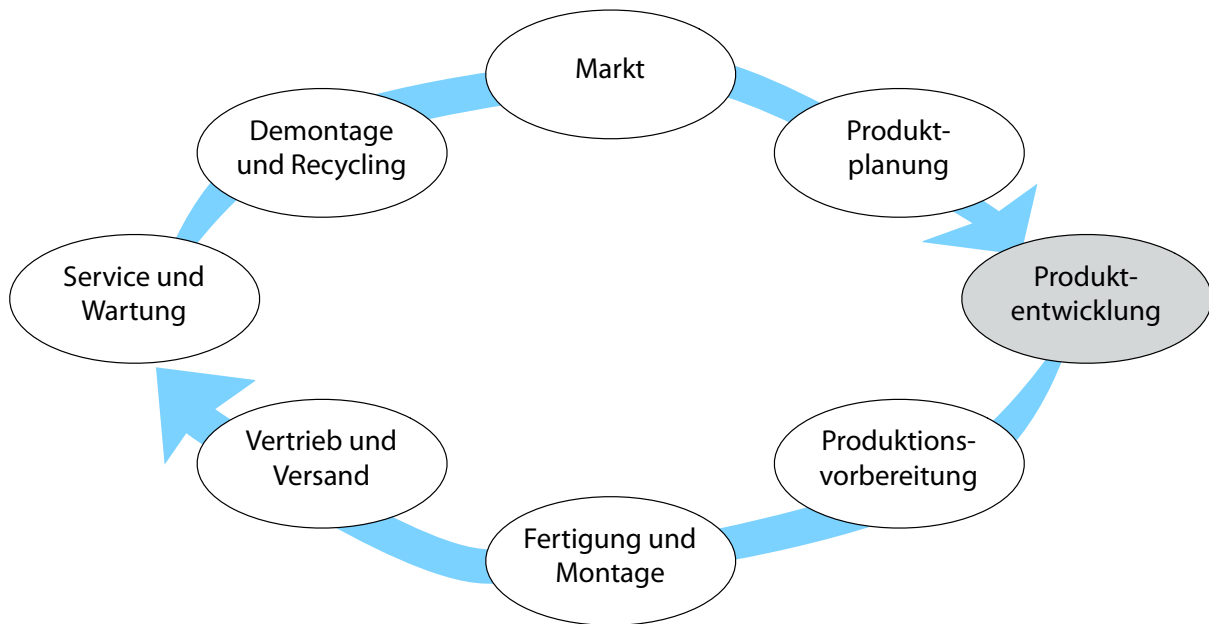 Markt
Produkt-
planung
Produkt-
entwicklung
Produktions-
vorbereitung
Fertigung und
Montage
Vertrieb und
Versand
Service und
Wartung
Demontage
und Recycling